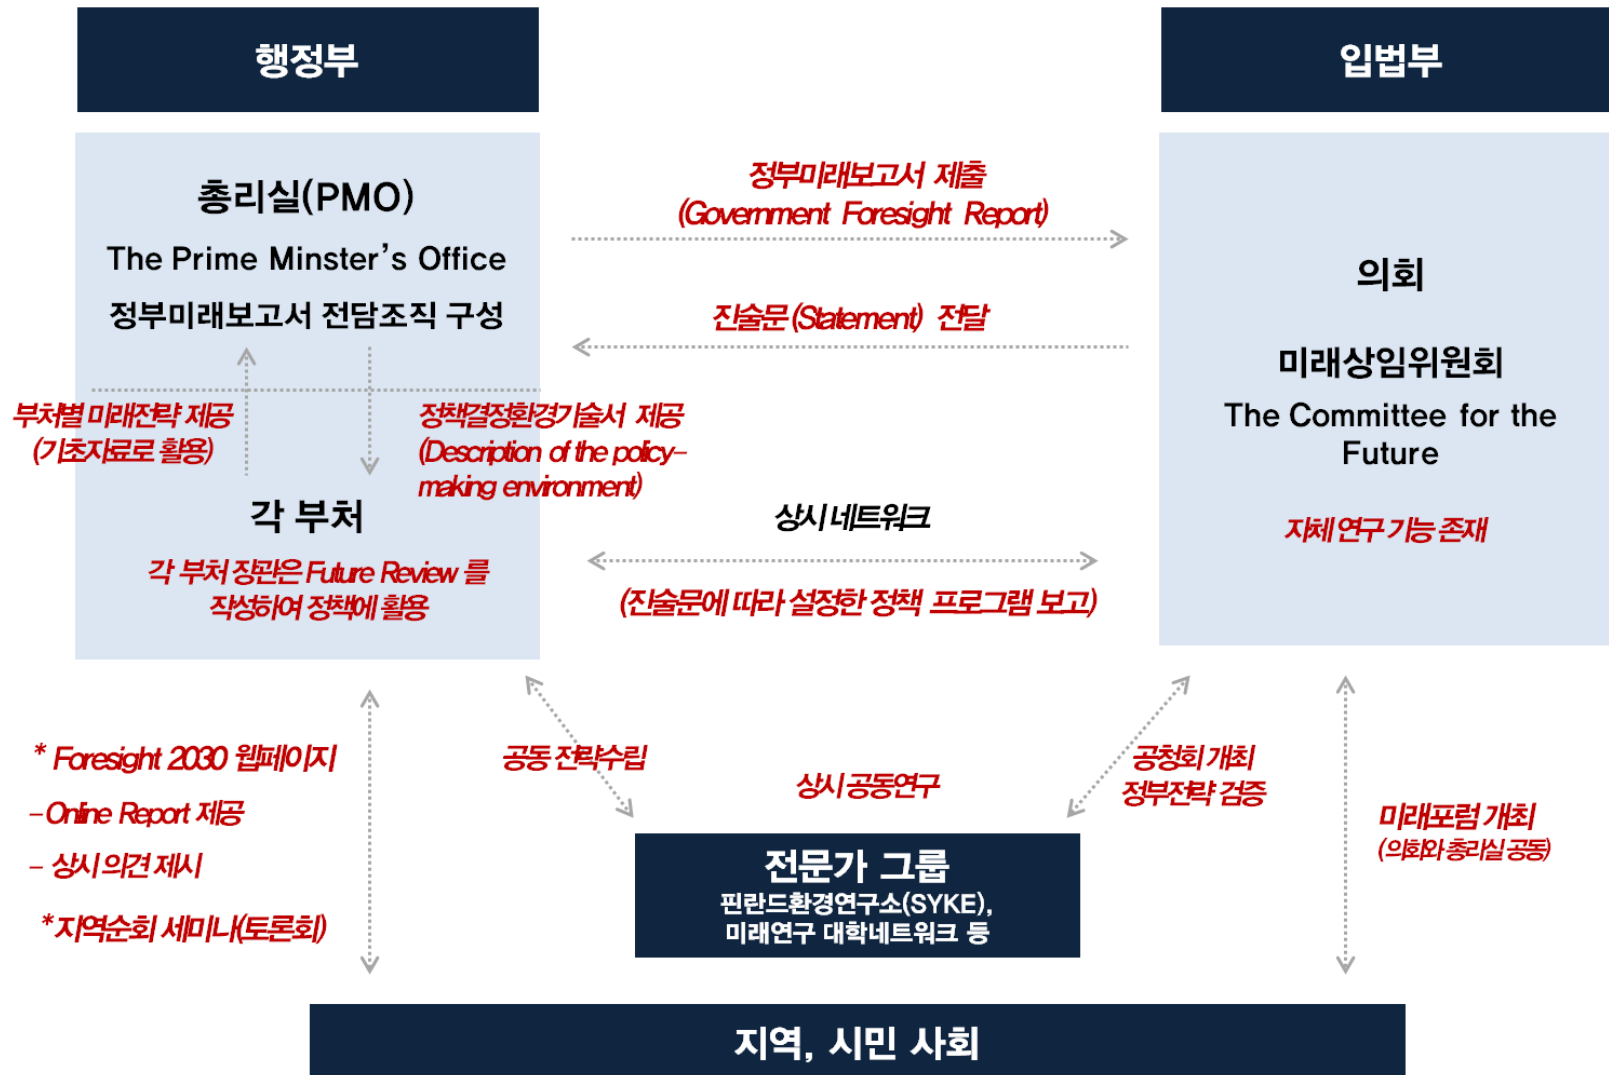 행정부
입법부
총리실(PMO)
The Prime Minster's Office
정부미래보고서 전담조직 구성
부처별 미래전략 제공
(기초자료로 활용)
정책결정환경기술서 제공
(Description of the policy-
making environment)
각 부처
각 부처 장관은 Future Review 를
작성하여 정책에 활용
정부미래보고서 제출
(Government Foresight Report)
진술문 (Statement) 전달
상시 네트워크
(진술문에 따라 설정한 정책 프로그램 보고)
의회
미래상임위원회
The Committee for the
Future
자체 연구 기능 존재
* Foresight 2030 웹페이지
- Online Report 제공
- 상시 의견 제시
* 지역순회 세미나(토론회)
공동 전략수립
상시 공동연구
공청회 개최
정부전략 검증
미래포럼 개최
(의회와 총리실 공동)
전문가 그룹
핀란드환경연구소(SYKE),
미래연구 대학네트워크 등
지역, 시민 사회